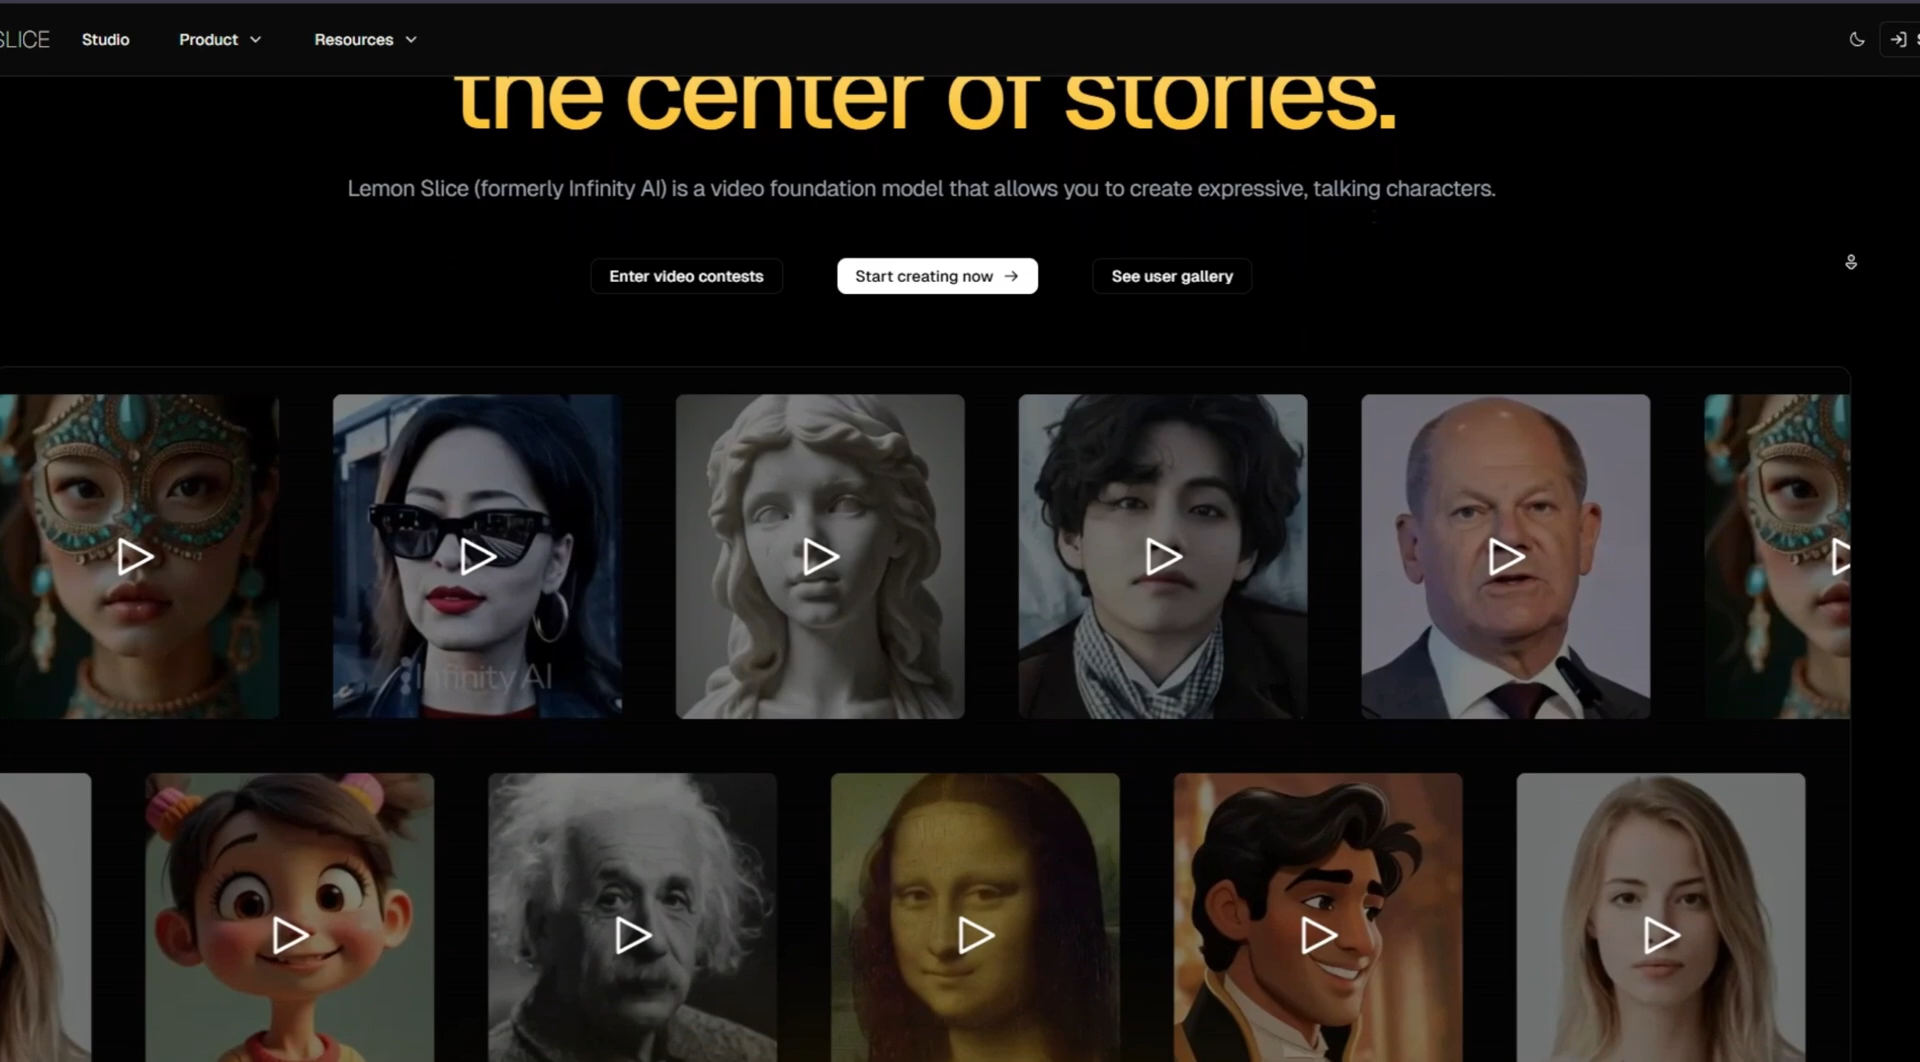 SLICE Studio Product Resources
the center of stories.
Lemon Slice (formerly Infinity AI) is a video foundation model that allows you to create expressive, talking characters.
Enter video contests Start creating now → See user gallery
Infinity AI